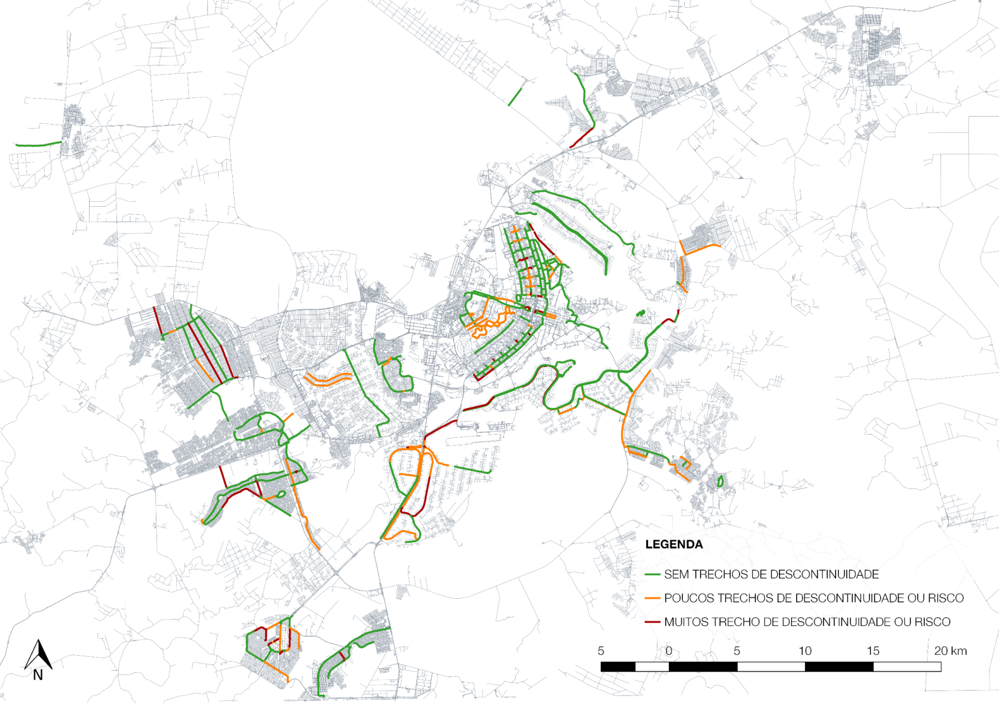 LEGENDA
SEM TRECHOS DE DESCONTINUIDADE
POUCOS TRECHOS DE DESCONTINUIDADE OU RISCO
MUITOS TRECHO DE DESCONTINUIDADE OU RISCO
5 0 5 10 15 20 km
N